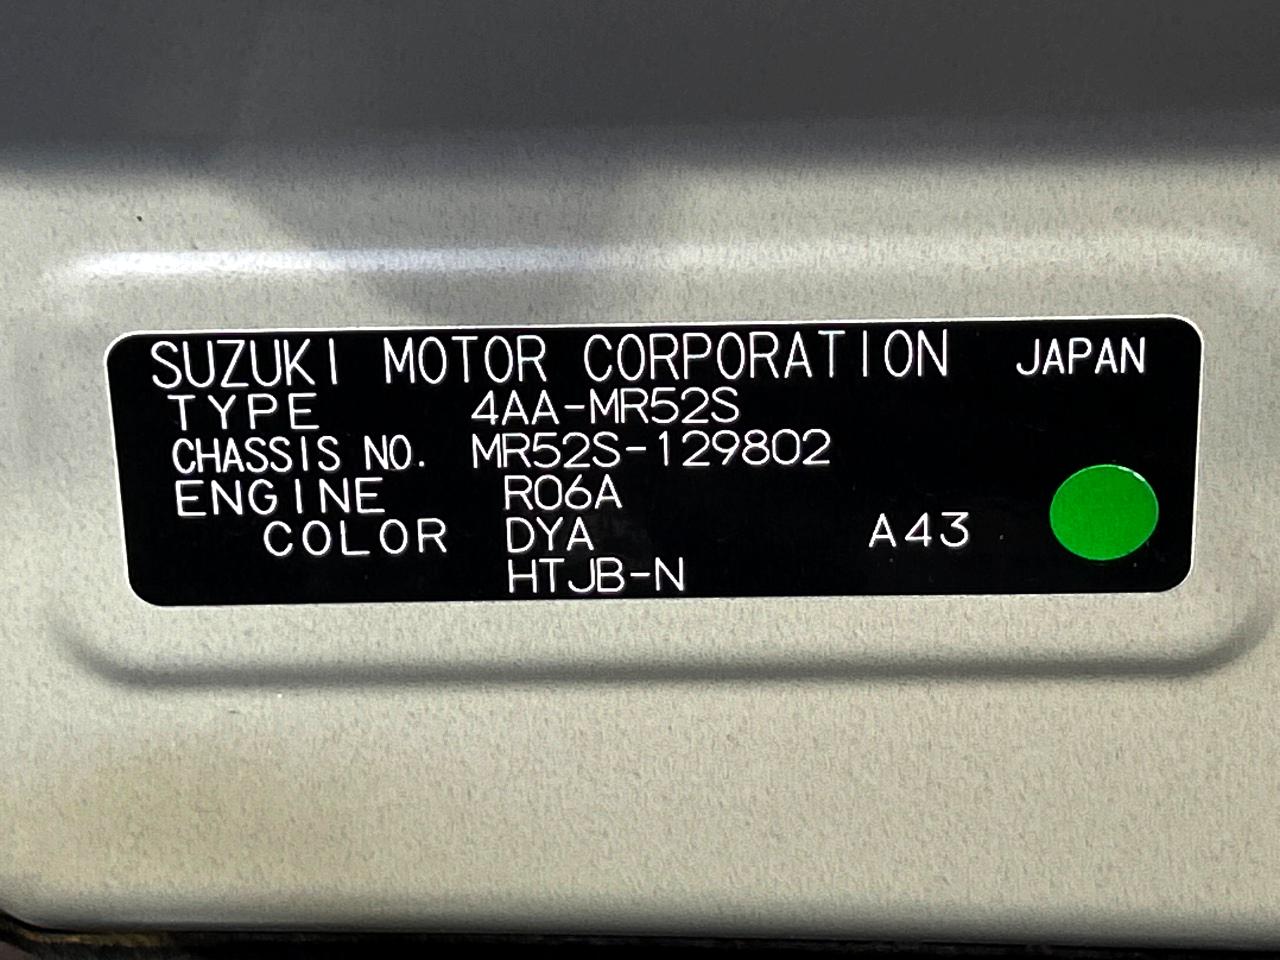 SUZUKI MOTOR CORPORATION JAPAN
TYPE 4AA-MR52S
CHASSIS NO. MR52S-129802
ENGINE R06A
COLOR DYA A43
HTJB-N